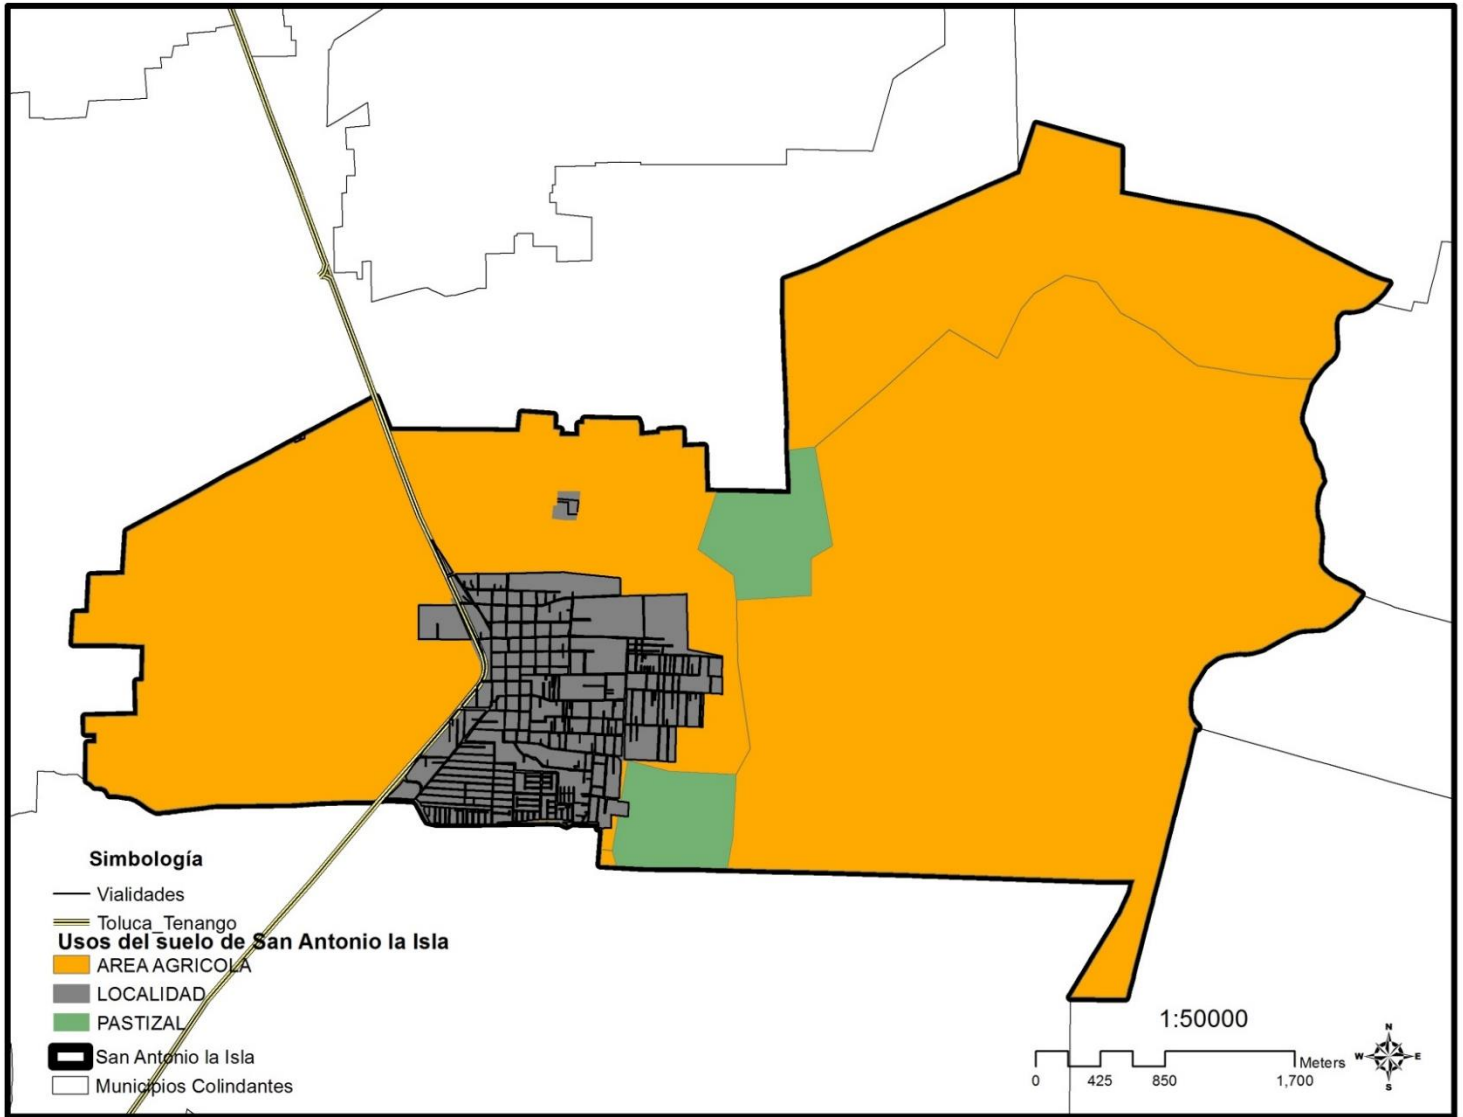 Simbología
Vialidades
Toluca_Tenango
Usos del suelo de San Antonio la Isla
AREA AGRICOLA
LOCALIDAD
PASTIZAL
San Antonio la Isla
Municipios Colindantes
1:50000
Meters
0 425 850 1,700
N
W E
S